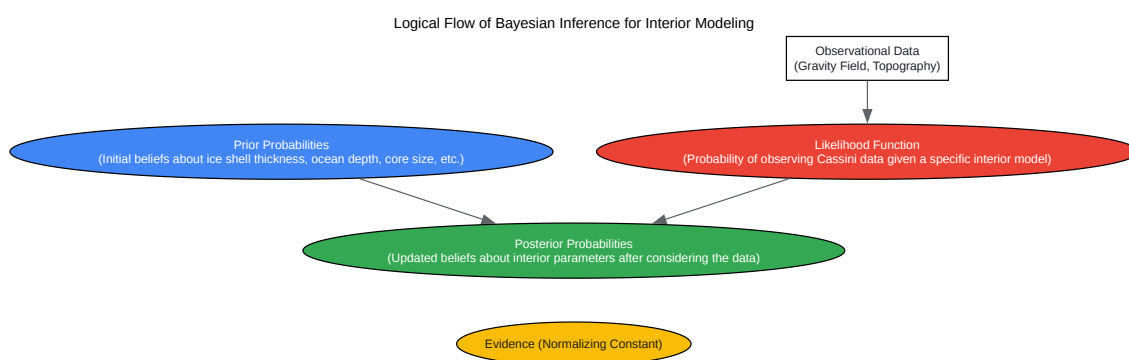 Logical Flow of Bayesian Inference for Interior Modeling
Observational Data
(Gravity Field, Topography)
Prior Probabilities
(Initial beliefs about ice shell thickness, ocean depth, core size, etc.)
Likelihood Function
(Probability of observing Cassini data given a specific interior model)
Posterior Probabilities
(Updated beliefs about interior parameters after considering the data)
Evidence (Normalizing Constant)